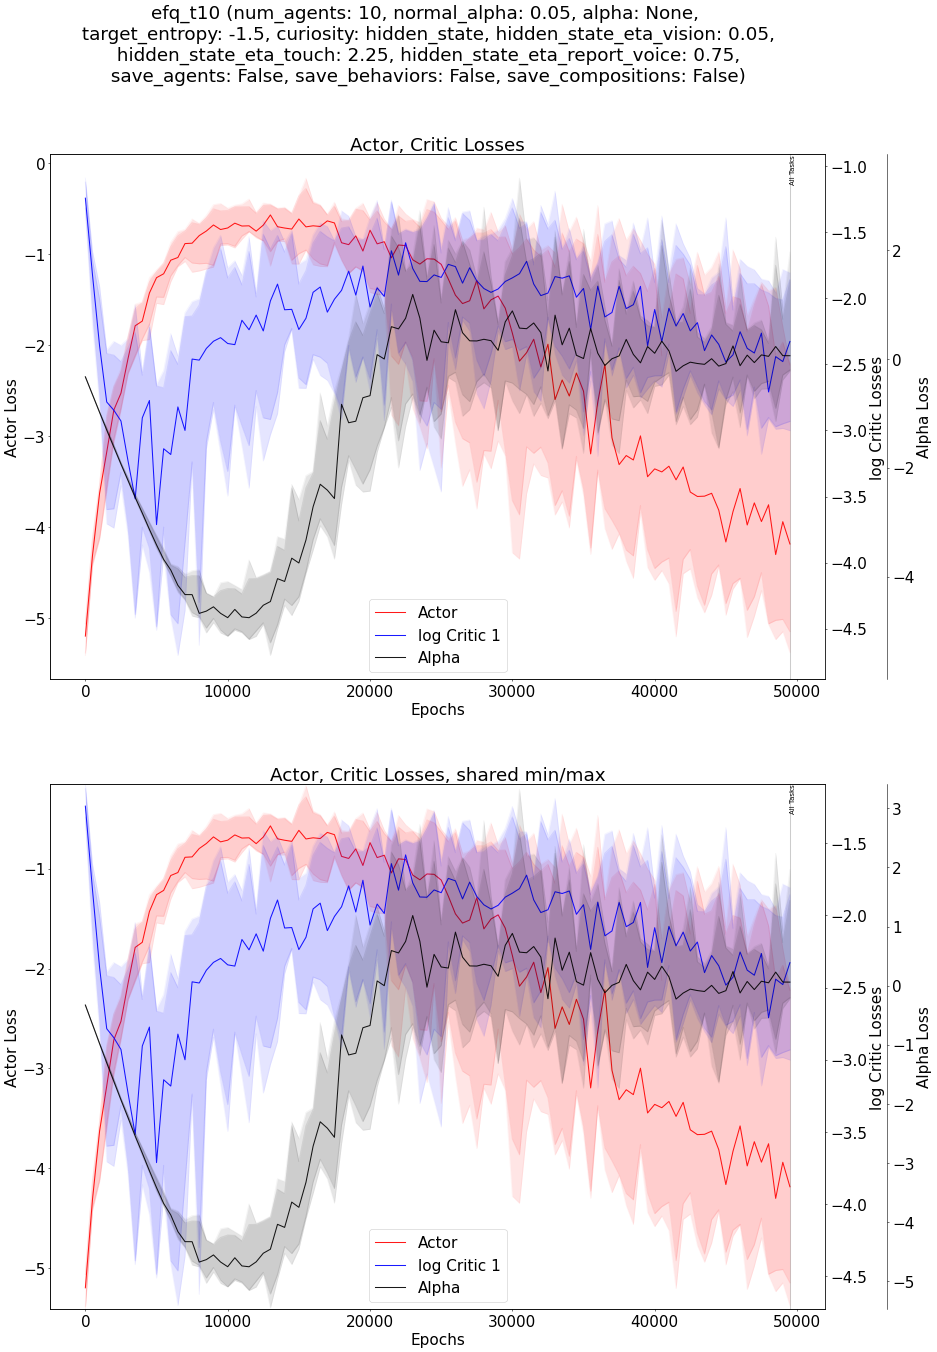 efq_t10 (num_agents: 10, normal_alpha: 0.05, alpha: None,
target_entropy: -1.5, curiosity: hidden_state, hidden_state_eta_vision: 0.05,
hidden_state_eta_touch: 2.25, hidden_state_eta_report_voice: 0.75,
save_agents: False, save_behaviors: False, save_compositions: False)
Actor, Critic Losses
All Tasks
0
−1
−2
−3
−4
−5
Actor Loss
−1.0
−1.5
−2.0
−2.5
−3.0
−3.5
−4.0
−4.5
log Critic Losses
2
0
−2
−4
Alpha Loss
Actor
log Critic 1
Alpha
0 10000 20000 30000 40000 50000
Epochs
Actor, Critic Losses, shared min/max
All Tasks
−1
−2
−3
−4
−5
Actor Loss
−1.5
−2.0
−2.5
−3.0
−3.5
−4.0
−4.5
log Critic Losses
3
2
1
0
−1
−2
−3
−4
−5
Alpha Loss
Actor
log Critic 1
Alpha
0 10000 20000 30000 40000 50000
Epochs